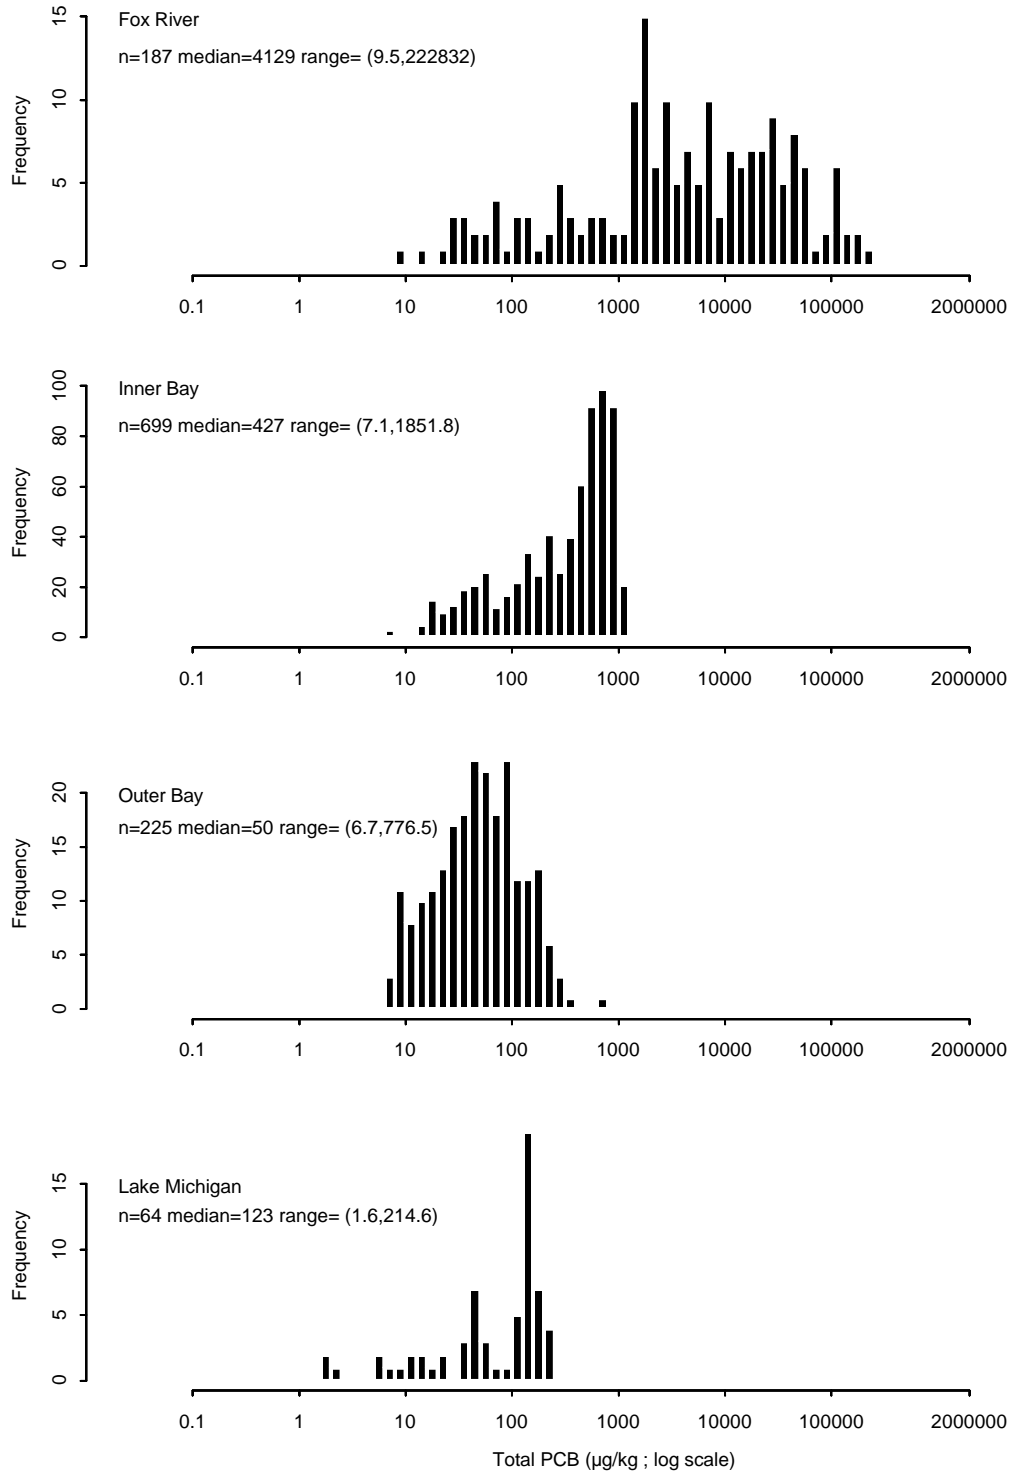 Fox River
n=187 median=4129 range= (9.5,222832)
Frequency
15
10
5
0
0.1 1 10 100 1000 10000 100000 2000000
Inner Bay
n=699 median=427 range= (7.1,1851.8)
Frequency
100
80
60
40
20
0
0.1 1 10 100 1000 10000 100000 2000000
Outer Bay
n=225 median=50 range= (6.7,776.5)
Frequency
20
15
10
5
0
0.1 1 10 100 1000 10000 100000 2000000
Lake Michigan
n=64 median=123 range= (1.6,214.6)
Frequency
15
10
5
0
0.1 1 10 100 1000 10000 100000 2000000
Total PCB (µg/kg ; log scale)